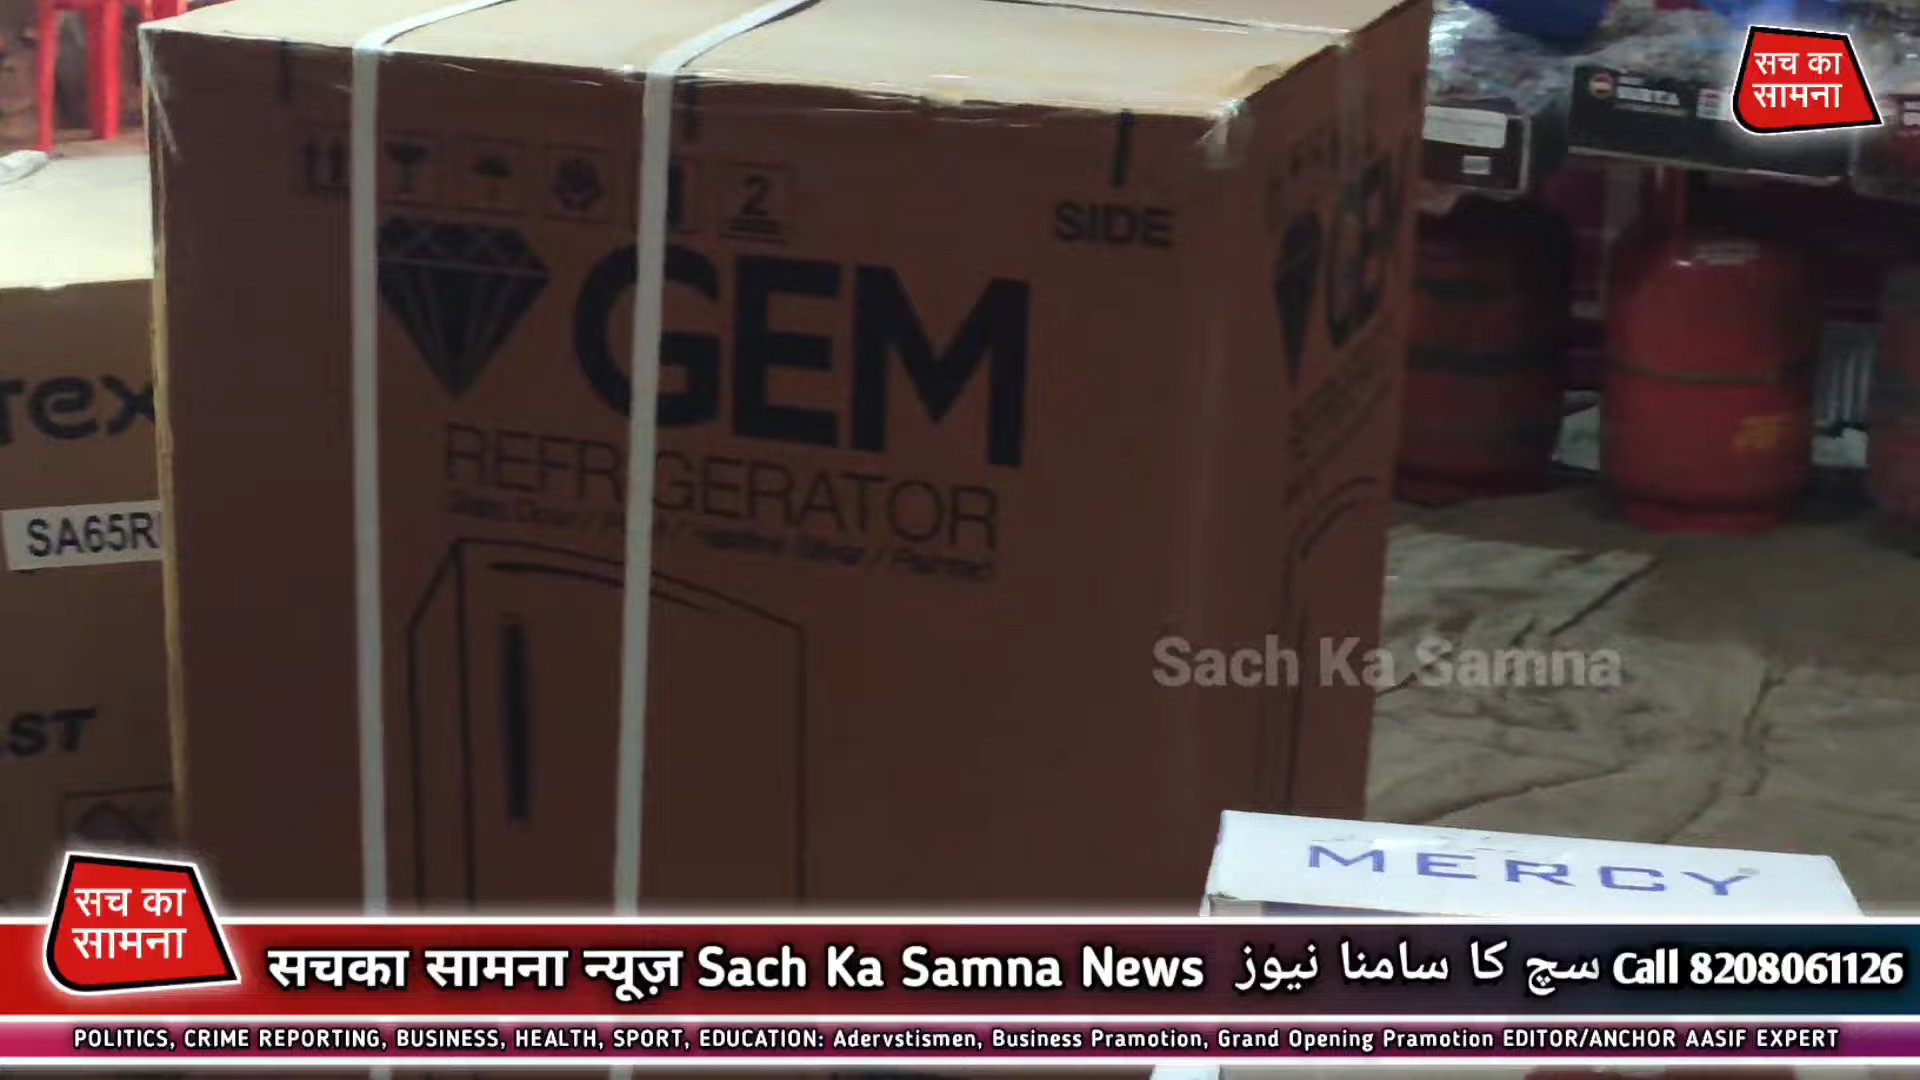 सच का
सामना
2
SIDE
GEM
REFRIGERATOR
SA65R
Sach Ka Samna
MERCY
सच का
सामना
सचका सामना न्यूज़ Sach Ka Samna News سچ کا سامنا نیوز Call 8208061126
POLITICS, CRIME REPORTING, BUSINESS, HEALTH, SPORT, EDUCATION: Adervstismen, Business Pramotion, Grand Opening Pramotion EDITOR/ANCHOR AASIF EXPERT